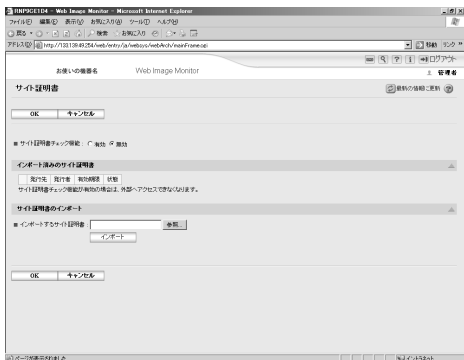 RNP9CE1D4 - Web Image Monitor - Microsoft Internet Explorer
ファイル(F) 編集(E) 表示(V) お気に入り(A) ツール(T) ヘルプ(H)
戻る 検索 お気に入り
アドレス(D) http://133.139.49.254/web/entry/ja/websys/webArch/mainFrame.cgi 移動 リンク »
? i ログアウト
お使いの機器名 Web Image Monitor 管理者
サイト証明書 最新の情報に更新
OK キャンセル
■ サイト証明書チェック機能 : 有効 無効
インポート済みのサイト証明書
発行先 発行者 有効期限 状態
サイト証明書チェック機能が有効の場合は、外部へアクセスできなくなります。
サイト証明書のインポート
■ インポートするサイト証明書 : 参照...
インポート
OK キャンセル
ページが表示されました イントラネット